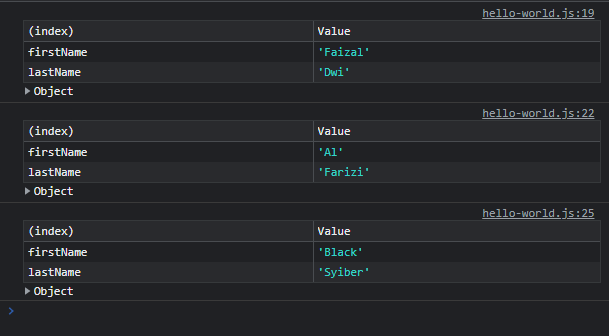 hello-world.js:19
(index) Value
firstName 'Faizal'
lastName 'Dwi'
Object
hello-world.js:22
(index) Value
firstName 'Al'
lastName 'Farizi'
Object
hello-world.js:25
(index) Value
firstName 'Black'
lastName 'Syiber'
Object